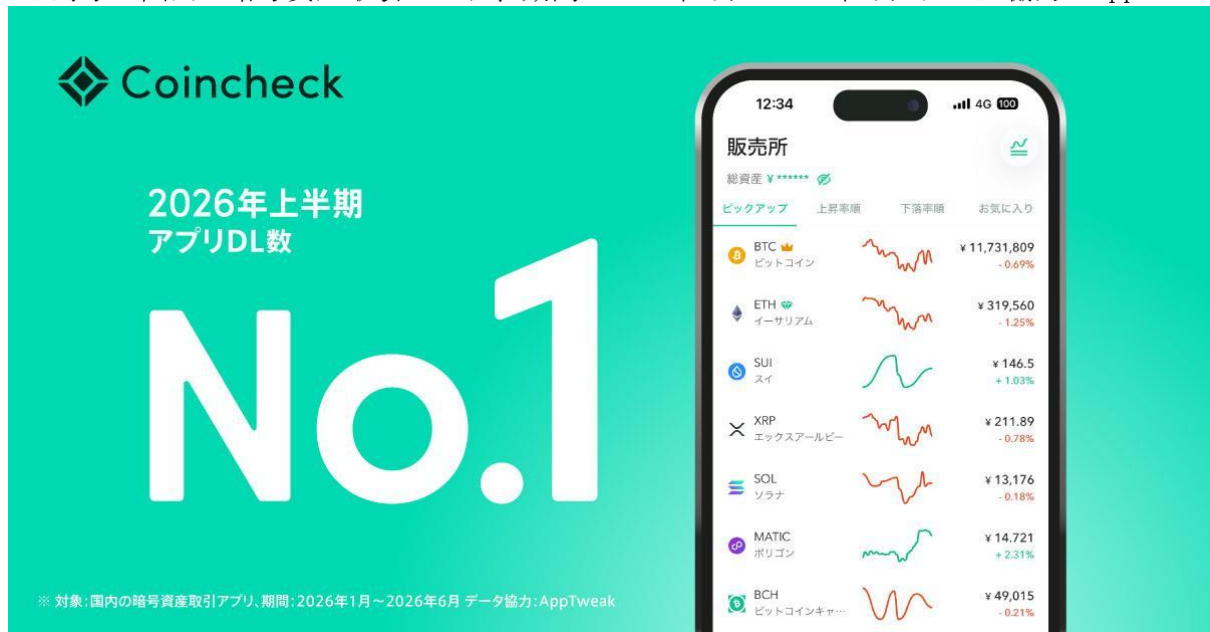 Coincheck
2026年上半期
アプリDL数
No.1
※ 対象:国内の暗号資産取引アプリ、期間:2026年1月～2026年6月 データ協力:AppTweak
12:34
4G 100
販売所
総資産 ¥ ******
ピックアップ 上昇率順 下落率順 お気に入り
BTC ¥ 11,731,809
ビットコイン - 0.69%
ETH ¥ 319,560
イーサリアム - 1.25%
SUI ¥ 146.5
スイ + 1.03%
XRP ¥ 211.89
エックスアールピー - 0.78%
SOL ¥ 13,176
ソラナ - 0.18%
MATIC ¥ 14.721
ポリゴン + 2.31%
BCH ¥ 49,015
ビットコインキャ… - 0.21%